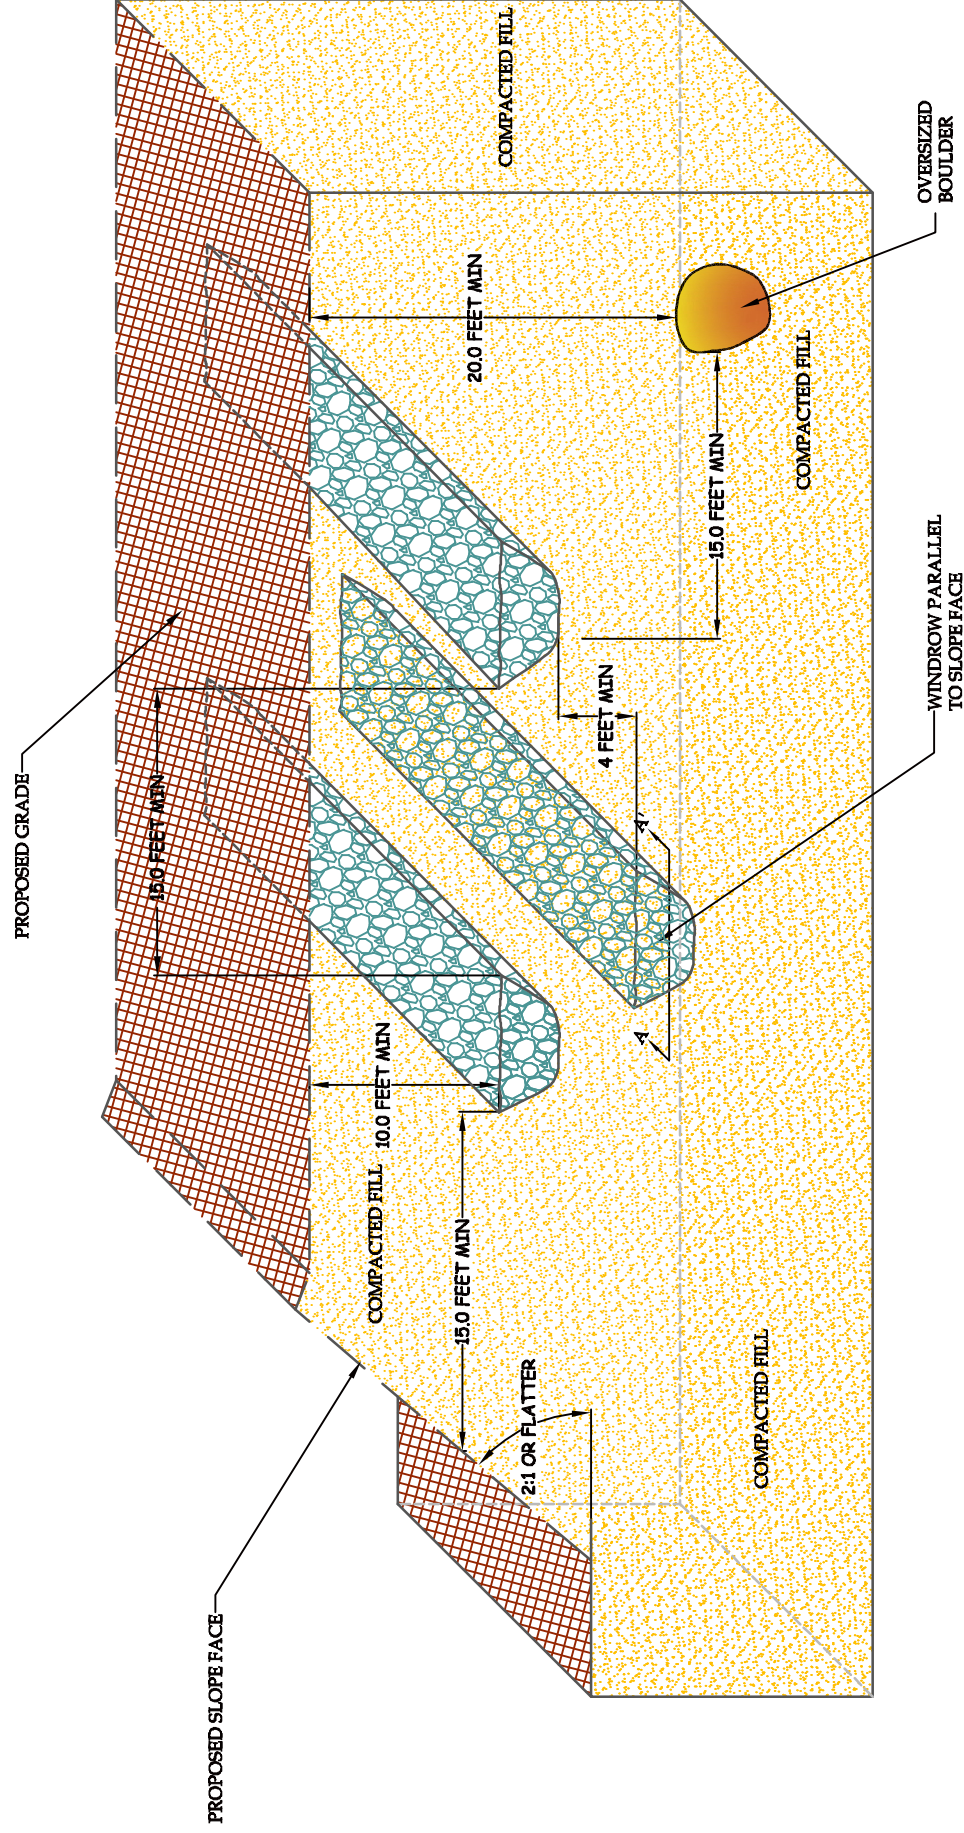 PROPOSED SLOPE FACE
PROPOSED GRADE
15.0 FEET MIN
COMPACTED FILL
10.0 FEET MIN
COMPACTED FILL
20.0 FEET MIN
15.0 FEET MIN
2:1 OR FLATTER
4 FEET MIN
A
A'
15.0 FEET MIN
COMPACTED FILL
COMPACTED FILL
OVERSIZED
BOULDER
WINDROW PARALLEL
TO SLOPE FACE